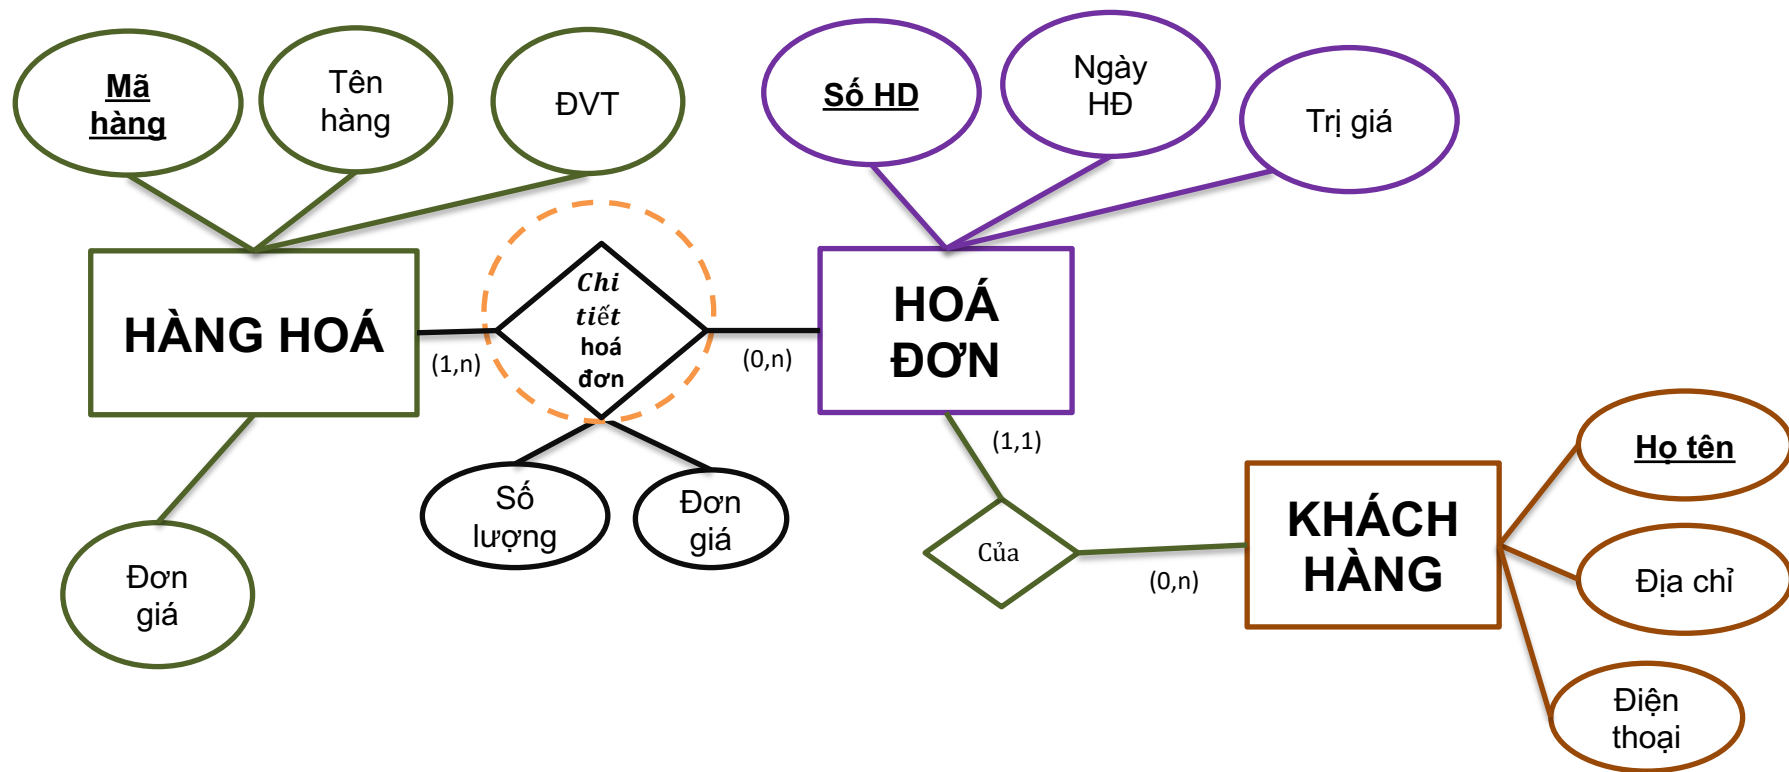 Mã
hàng
Tên
hàng
ĐVT
Số HD
Ngày
HĐ
Trị giá
HÀNG HOÁ
(1,n)
Chi
tiết
hoá
đơn
(0,n)
HOÁ
ĐƠN
Số
lượng
Đơn
giá
Đơn
giá
(1,1)
Của
(0,n)
KHÁCH
HÀNG
Họ tên
Địa chỉ
Điện
thoại